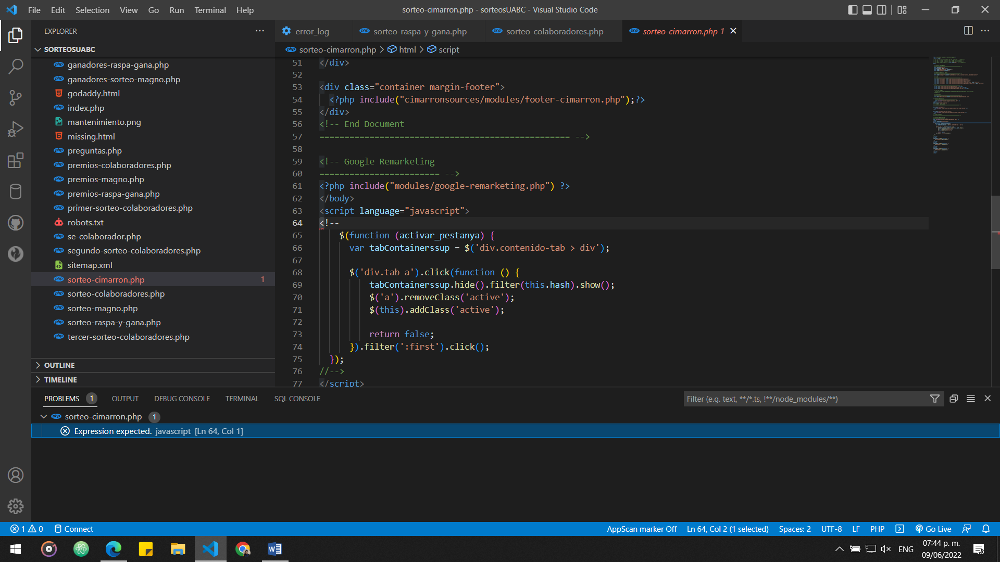 File Edit Selection View Go Run Terminal Help
sorteo-cimarron.php - sorteosUABC - Visual Studio Code
EXPLORER
SORTEOSUABC
ganadores-raspa-gana.php
ganadores-sorteo-magno.php
godaddy.html
index.php
mantenimiento.png
missing.html
preguntas.php
premios-colaboradores.php
premios-magno.php
premios-raspa-gana.php
primer-sorteo-colaboradores.php
robots.txt
se-colaborador.php
segundo-sorteo-colaboradores.php
sitemap.xml
sorteo-cimarron.php 1
sorteo-colaboradores.php
sorteo-magno.php
sorteo-raspa-y-gana.php
tercer-sorteo-colaboradores.php
OUTLINE
TIMELINE
error_log sorteo-raspa-y-gana.php sorteo-colaboradores.php sorteo-cimarron.php 1
sorteo-cimarron.php > html > script
51 </div>
52
53 <div class="container margin-footer">
54 <?php include("cimarronsources/modules/footer-cimarron.php");?>
55 </div>
56 <!-- End Document
57 ================================================== -->
58
59 <!-- Google Remarketing
60 ======================== -->
61 <?php include("modules/google-remarketing.php") ?>
62 </body>
63 <script language="javascript">
64 <!--
65 $(function (activar_pestanya) {
66 var tabContainerssup = $('div.contenido-tab > div');
67
68 $('div.tab a').click(function () {
69 tabContainerssup.hide().filter(this.hash).show();
70 $('a').removeClass('active');
71 $(this).addClass('active');
72
73 return false;
74 }).filter(':first').click();
75 });
76 //-->
77 </script>
PROBLEMS 1 OUTPUT DEBUG CONSOLE TERMINAL SQL CONSOLE
Filter (e.g. text, **/*.ts, !**/node_modules/**)
sorteo-cimarron.php 1
Expression expected. javascript [Ln 64, Col 1]
1 0 Connect
AppScan marker Off Ln 64, Col 2 (1 selected) Spaces: 2 UTF-8 LF PHP Go Live
ENG
07:44 p. m.
09/06/2022